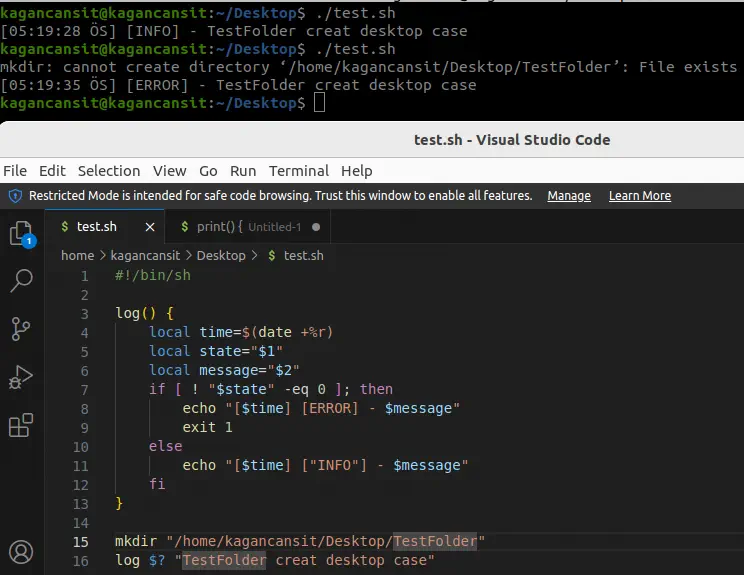 kagancansit@kagancansit:~/Desktop$ ./test.sh
[05:19:28 ÖS] [INFO] - TestFolder creat desktop case
kagancansit@kagancansit:~/Desktop$ ./test.sh
mkdir: cannot create directory ‘/home/kagancansit/Desktop/TestFolder’: File exists
[05:19:35 ÖS] [ERROR] - TestFolder creat desktop case
kagancansit@kagancansit:~/Desktop$
test.sh - Visual Studio Code
File Edit Selection View Go Run Terminal Help
Restricted Mode is intended for safe code browsing. Trust this window to enable all features. Manage Learn More
$ test.sh × $ print() { Untitled-1 ●
1
home > kagancansit > Desktop > $ test.sh
1 #!/bin/sh
2
3 log() {
4 local time=$(date +%r)
5 local state="$1"
6 local message="$2"
7 if [ ! "$state" -eq 0 ]; then
8 echo "[$time] [ERROR] - $message"
9 exit 1
10 else
11 echo "[$time] ["INFO"] - $message"
12 fi
13 }
14
15 mkdir "/home/kagancansit/Desktop/TestFolder"
16 log $? "TestFolder creat desktop case"